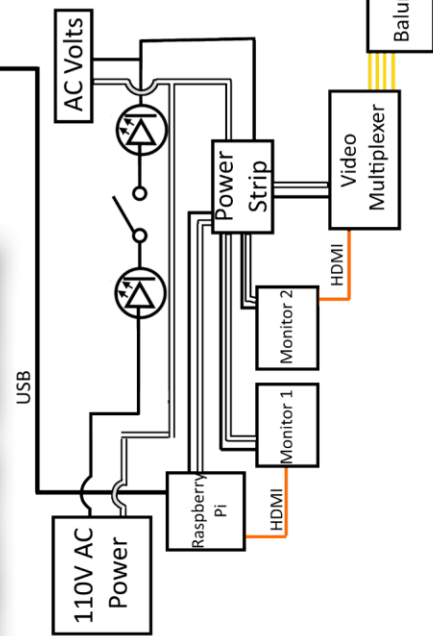 AC Volts
Balu
USB
Power
Strip
Video
Multiplexer
HDMI
Monitor 2
Monitor 1
Raspberry
Pi
HDMI
110V AC
Power